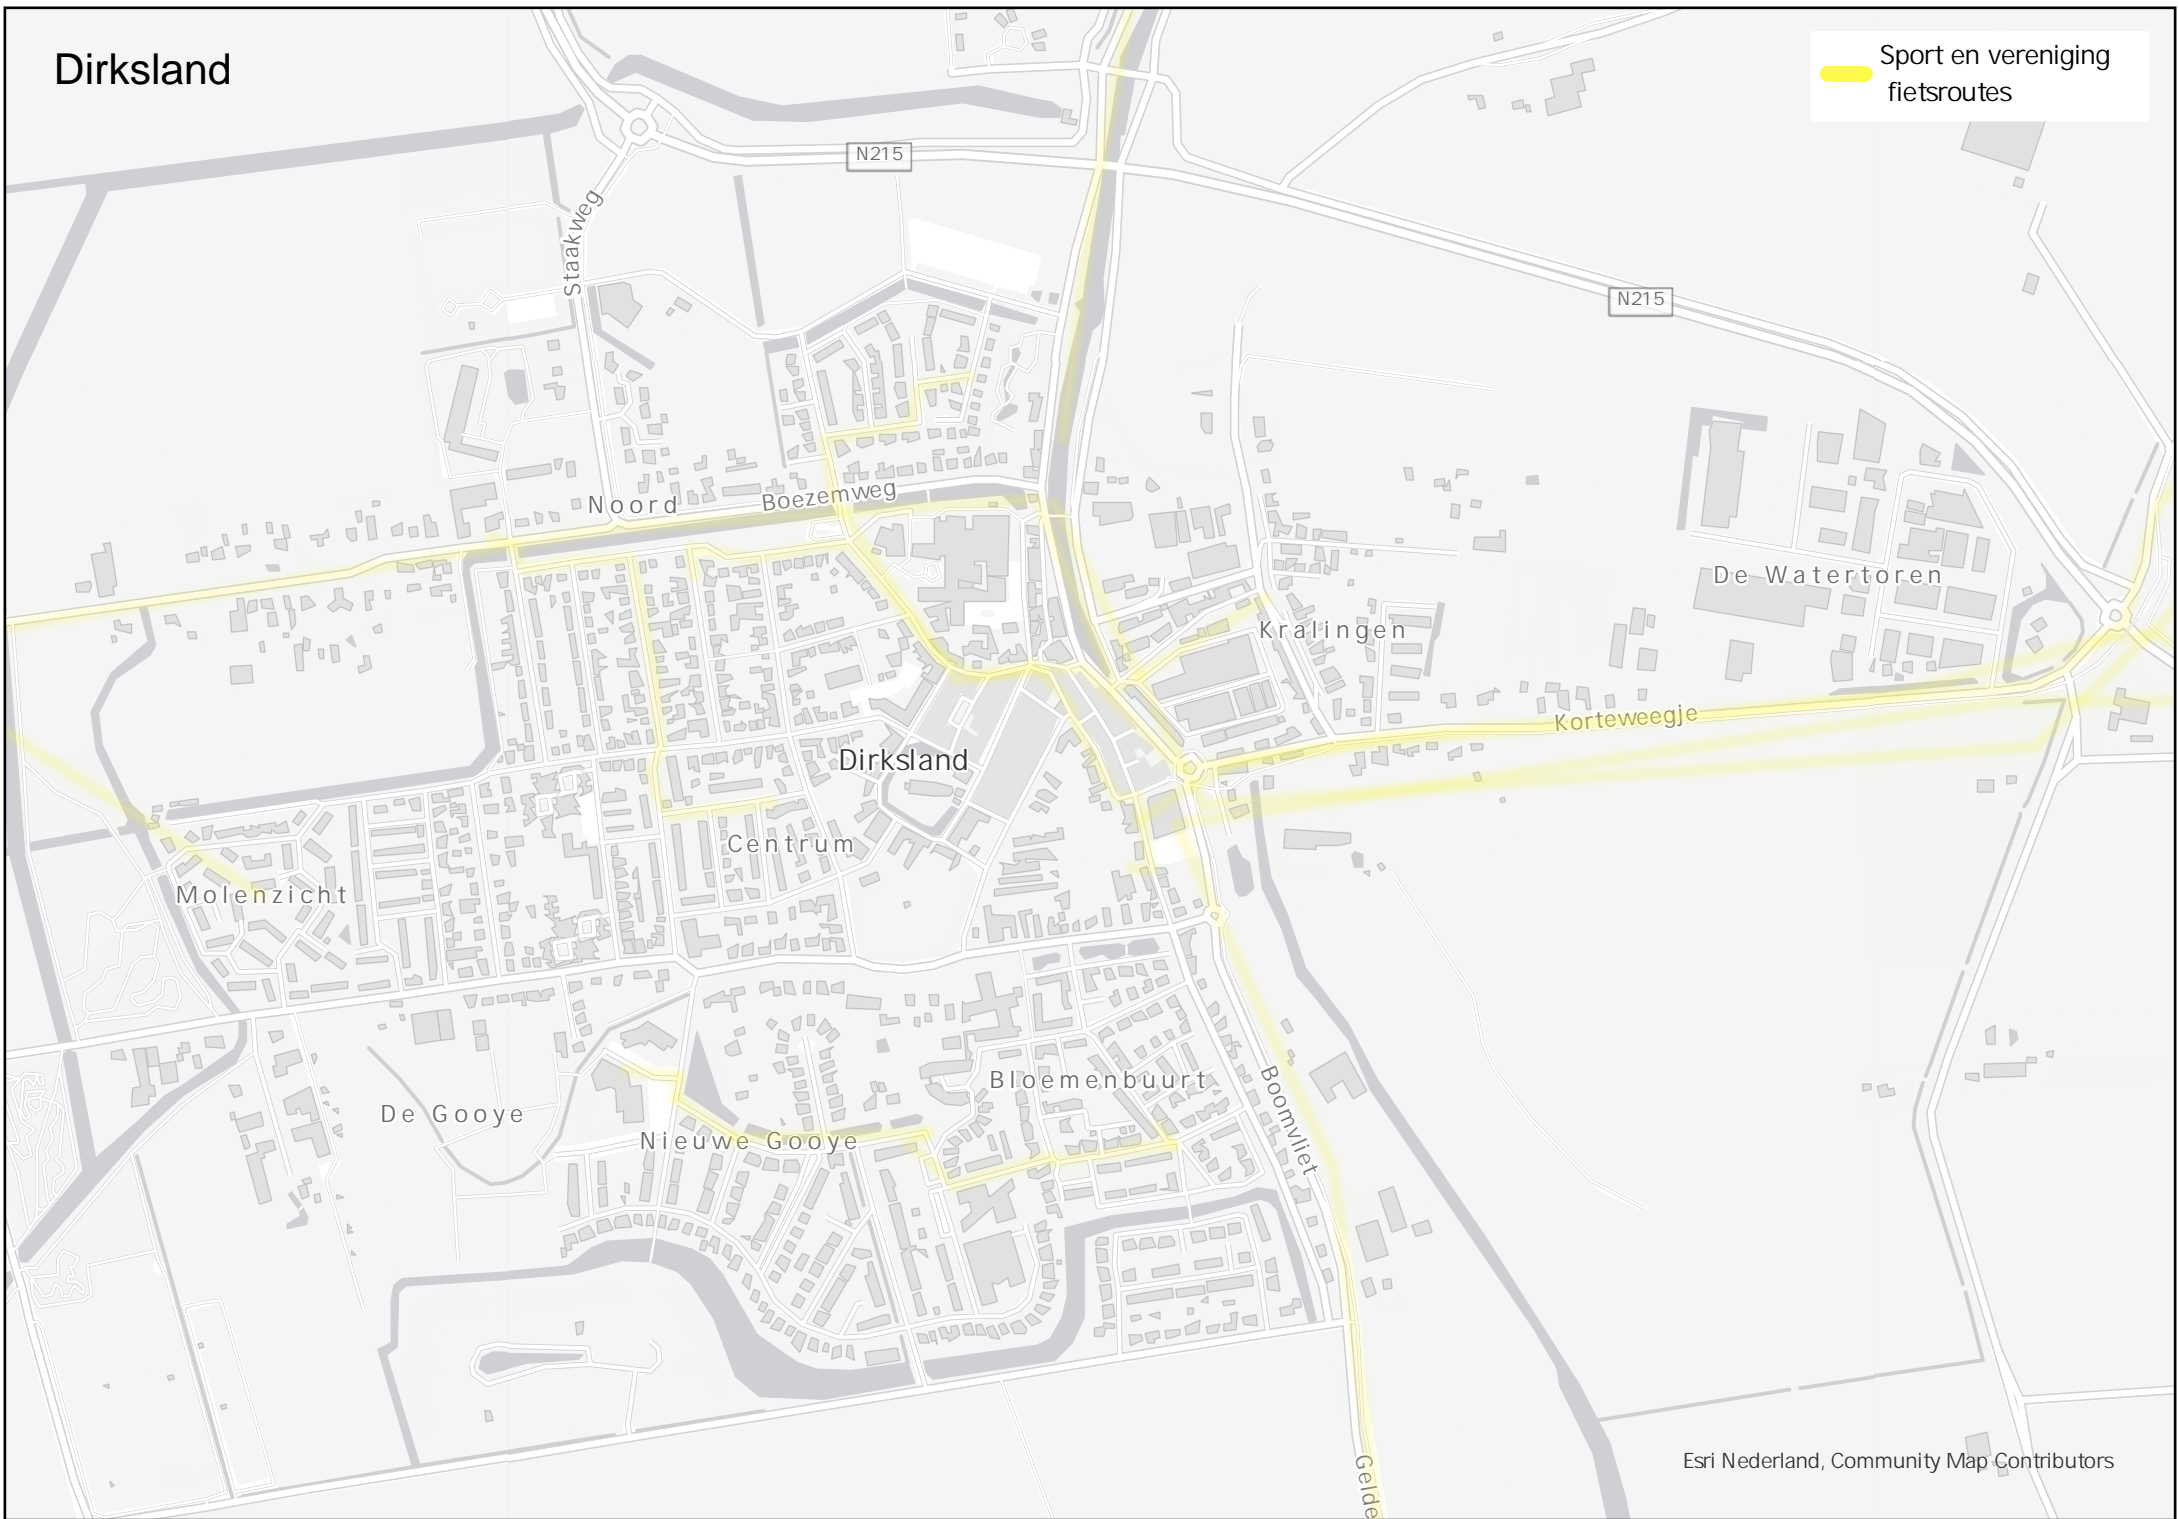 Dirksland
Sport en vereniging
fietsroutes
N215
Staakweg
N215
Noord
Boezemweg
De Watertoren
Kralingen
Korteweegje
Dirksland
Centrum
Molenzicht
Bloemenbuurt
Boomvliet
De Gooye
Nieuwe Gooye
Gelde
Esri Nederland, Community Map Contributors